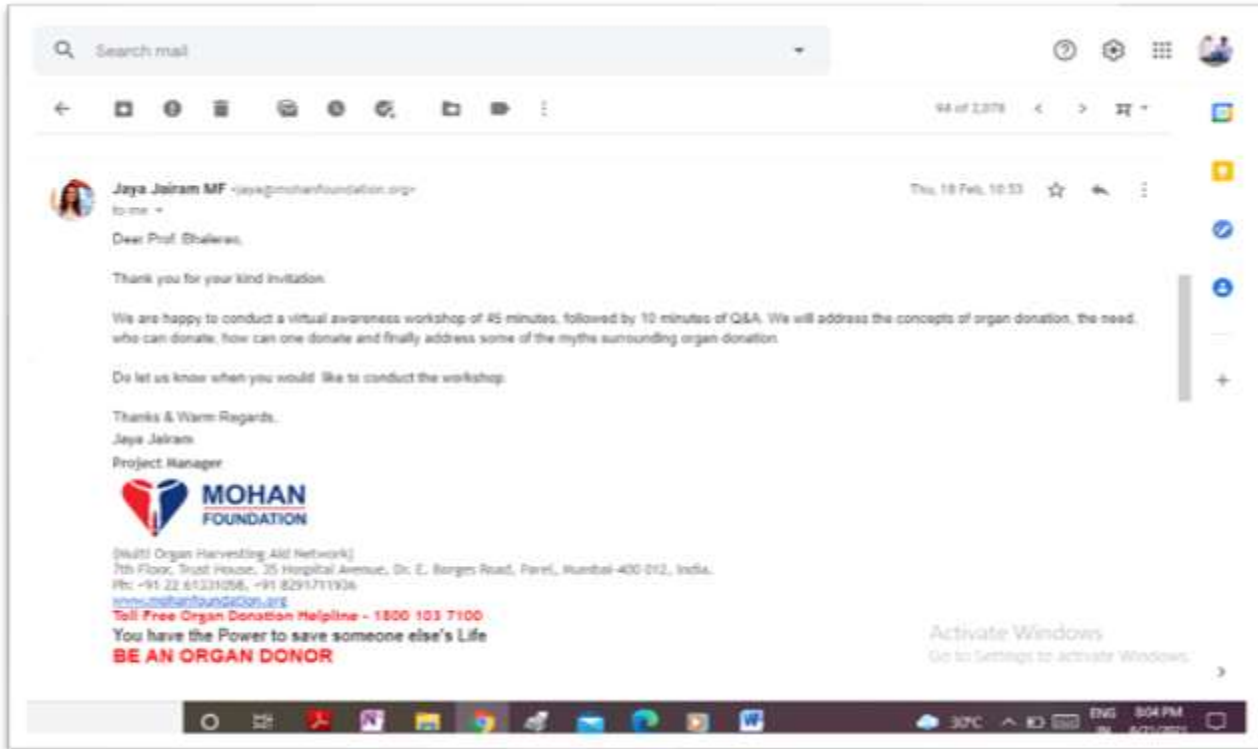 Search mail
94 of 2,078
Jaya Jairam MF <jaya@mohanfoundation.org>
Thu, 18 Feb, 10:53
to me
Dear Prof. Bhalerao,
Thank you for your kind invitation.
We are happy to conduct a virtual awareness workshop of 45 minutes, followed by 10 minutes of Q&A. We will address the concepts of organ donation, the need,
who can donate, how can one donate and finally address some of the myths surrounding organ donation.
Do let us know when you would like to conduct the workshop.
Thanks & Warm Regards,
Jaya Jairam
Project Manager
MOHAN
FOUNDATION
(Multi Organ Harvesting Aid Network)
7th Floor, Trust House, 35 Hospital Avenue, Dr. E. Borges Road, Parel, Mumbai-400 012, India.
Ph: +91 22 61331058, +91 8291711936
www.mohanfoundation.org
Toll Free Organ Donation Helpline - 1800 103 7100
You have the Power to save someone else's Life
BE AN ORGAN DONOR
Activate Windows
Go to Settings to activate Windows.
30°C
ENG
8:04 PM
IN